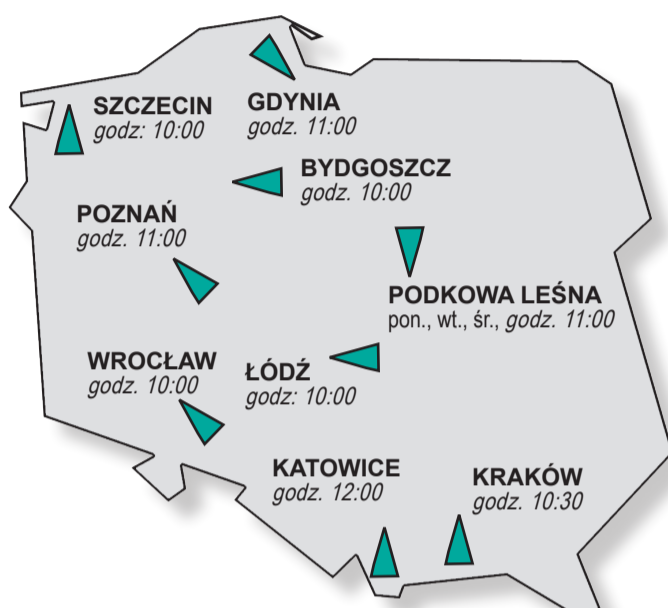 SZCZECIN
godz: 10:00
GDYNIA
godz. 11:00
BYDGOSZCZ
godz. 10:00
POZNAŃ
godz. 11:00
PODKOWA LEŚNA
pon., wt., śr., godz. 11:00
WROCŁAW
godz. 10:00
ŁÓDŹ
godz: 10:00
KATOWICE
godz. 12:00
KRAKÓW
godz. 10:30